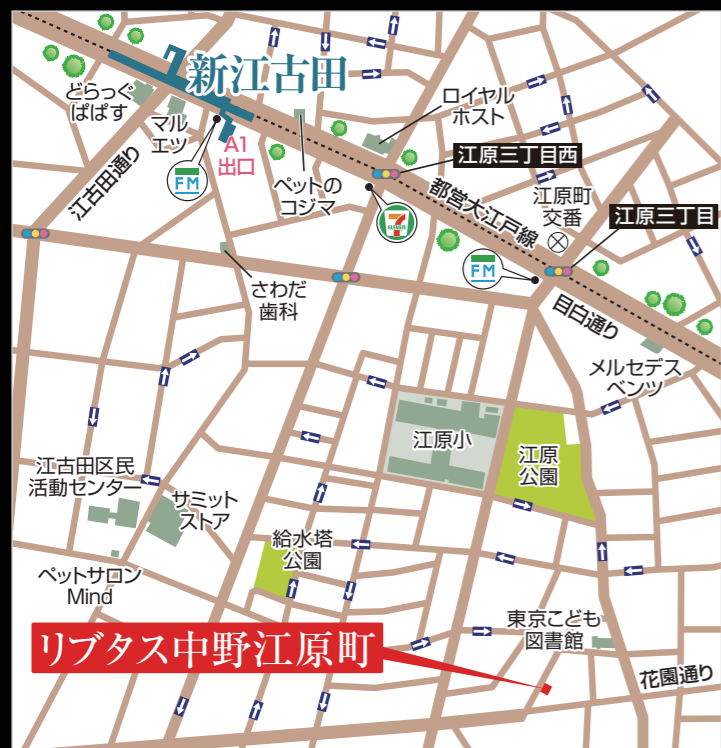 新江古田
どらっぐ
ぱぱす
マル
エツ
A1
出口
FM
江古田通り
ペットの
コジマ
ロイヤル
ホスト
江原三丁目西
7
ELEVEN
都営大江戸線
江原町
交番
江原三丁目
FM
目白通り
さわだ
歯科
メルセデス
ベンツ
江原小
江原
公園
江古田区民
活動センター
サミット
ストア
給水塔
公園
ペットサロン
Mind
東京こども
図書館
リブタス中野江原町
花園通り